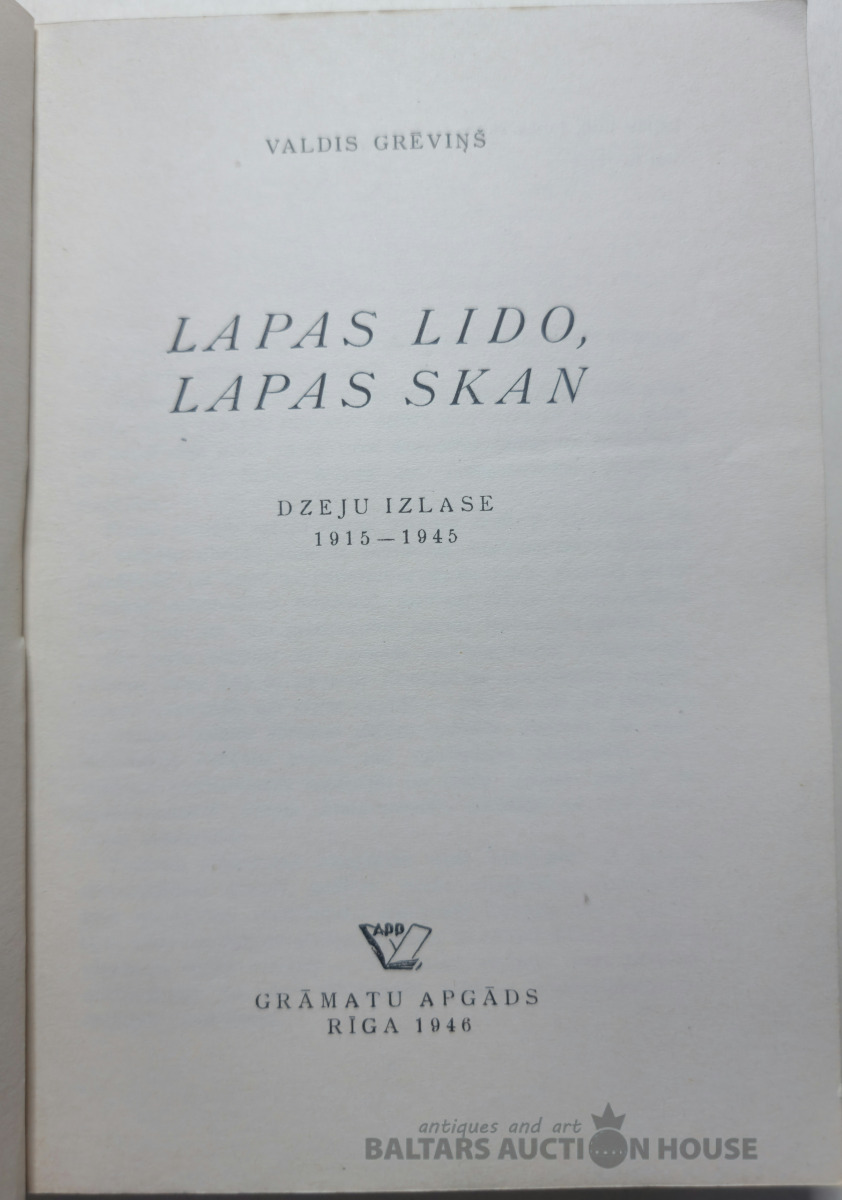 VALDIS GRĒVIŅŠ
LAPAS LIDO,
LAPAS SKAN
DZEJU IZLASE
1915—1945
APP
GRĀMATU APGĀDS
RĪGA 1946
antiques and art
BALTARS AUCTION HOUSE